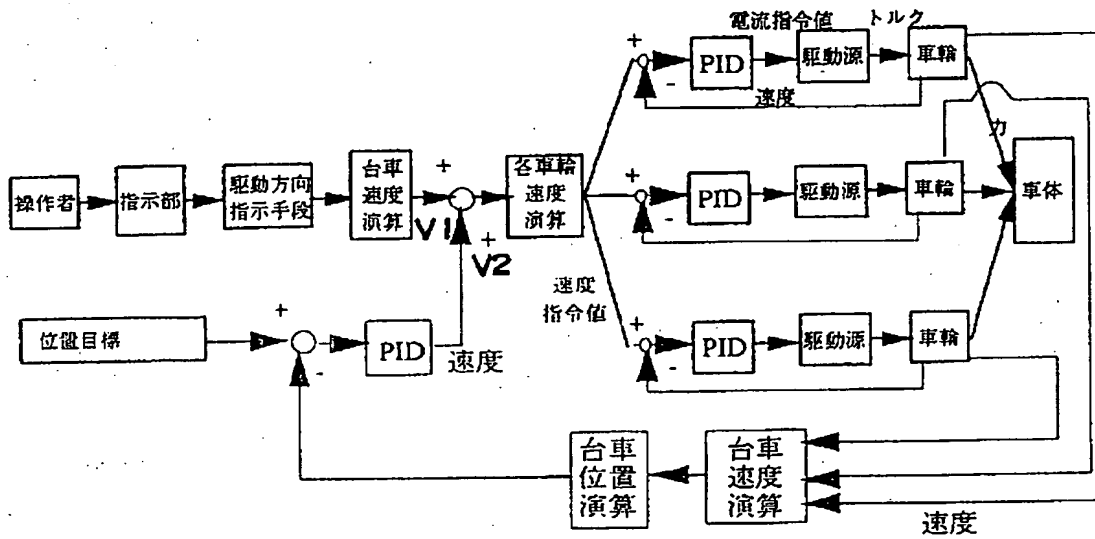 電流指令値 トルク
+
PID
駆動源
車輪
-
速度
力
操作者
指示部
駆動方向
指示手段
台車
速度
演算
V1
+
+
V2
各車輪
速度
演算
+
-
PID
駆動源
車輪
車体
速度
指令値
位置目標
+
-
PID
速度
+
-
PID
駆動源
車輪
台車
位置
演算
台車
速度
演算
速度